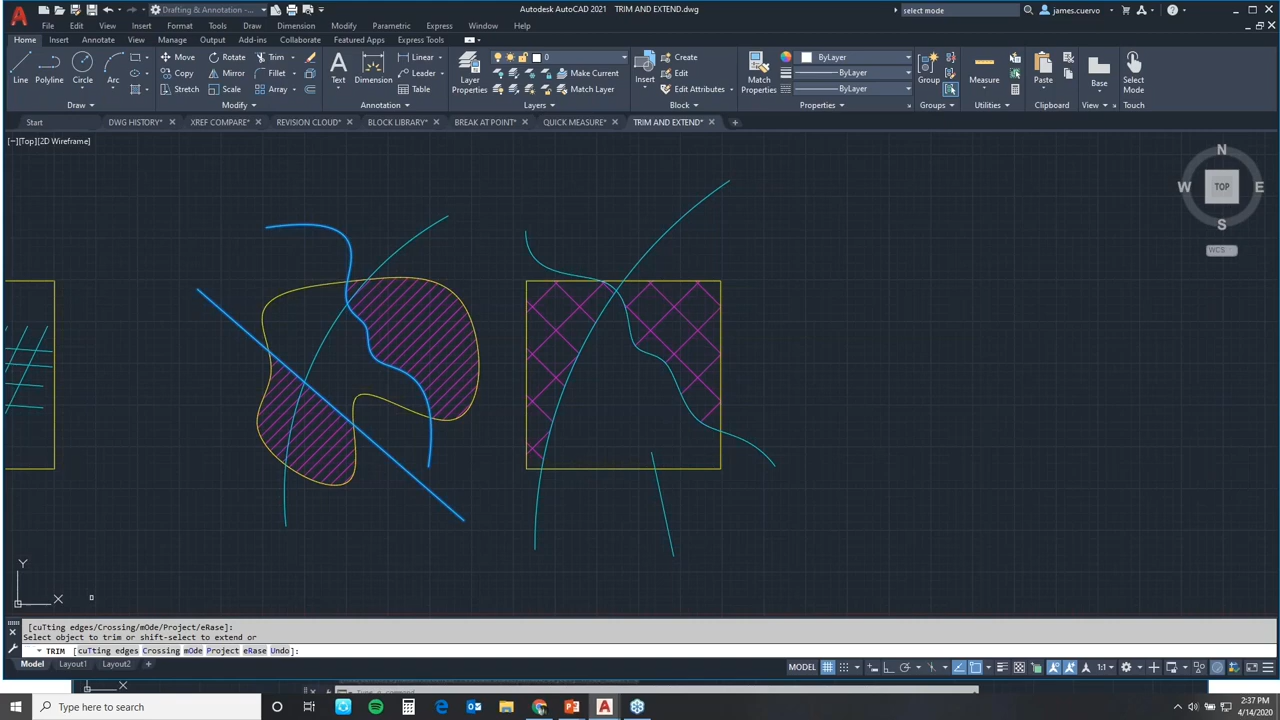 Drafting & Annotation
Autodesk AutoCAD 2021 TRIM AND EXTEND.dwg
select mode
james.cuervo
File Edit View Insert Format Tools Draw Dimension Modify Parametric Express Window Help
Home Insert Annotate View Manage Output Add-ins Collaborate Featured Apps Express Tools
Line Polyline Circle Arc
Move Rotate Trim
Copy Mirror Fillet
Stretch Scale Array
Text Dimension
Linear
Leader
Table
Layer Properties
0
Make Current
Match Layer
Insert
Create
Edit
Edit Attributes
Match Properties
ByLayer
ByLayer
ByLayer
Group
Measure
Paste
Base
Select Mode
Draw Modify Annotation Layers Block Properties Groups Utilities Clipboard View Touch
Start DWG HISTORY* XREF COMPARE* REVISION CLOUD* BLOCK LIBRARY* BREAK AT POINT* QUICK MEASURE* TRIM AND EXTEND*
[−][Top][2D Wireframe]
N
W TOP E
S
WCS
Y
X
[cuTting edges/Crossing/mOde/Project/eRase]:
Select object to trim or shift-select to extend or
TRIM [cuTting edges Crossing mOde Project eRase Undo]:
Model Layout1 Layout2
MODEL 1:1
X
Type a command
Type here to search
2:37 PM
4/14/2020